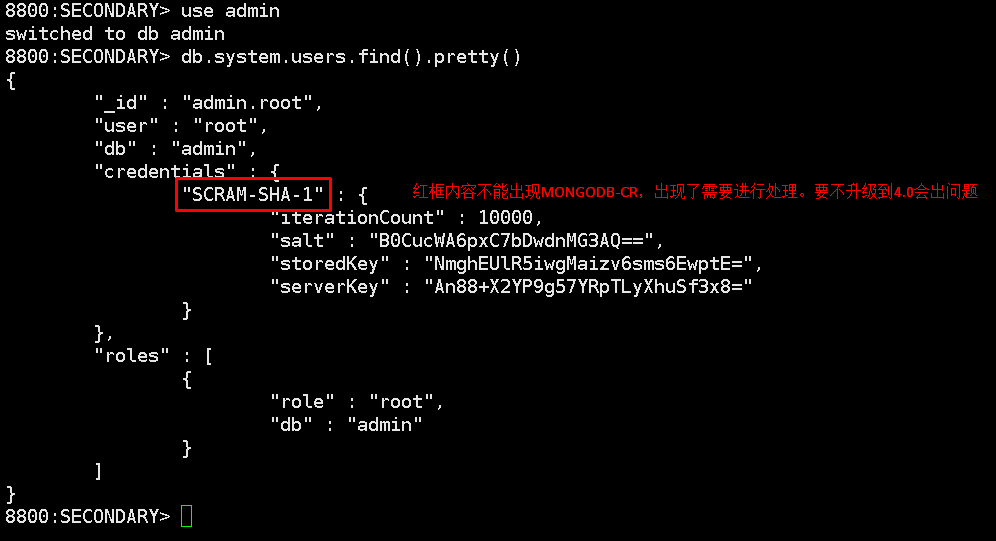 8800:SECONDARY> use admin
switched to db admin
8800:SECONDARY> db.system.users.find().pretty()
{
        "_id" : "admin.root",
        "user" : "root",
        "db" : "admin",
        "credentials" : {
                "SCRAM-SHA-1" : { 红框内容不能出现MONGODB-CR，出现了需要进行处理。要不升级到4.0会出问题
                        "iterationCount" : 10000,
                        "salt" : "B0CucWA6pxC7bDwdnMG3AQ==",
                        "storedKey" : "NmghEUlR5iwgMaizv6sms6EwptE=",
                        "serverKey" : "An88+X2YP9g57YRpTLyXhuSf3x8="
                }
        },
        "roles" : [
                {
                        "role" : "root",
                        "db" : "admin"
                }
        ]
}
8800:SECONDARY>